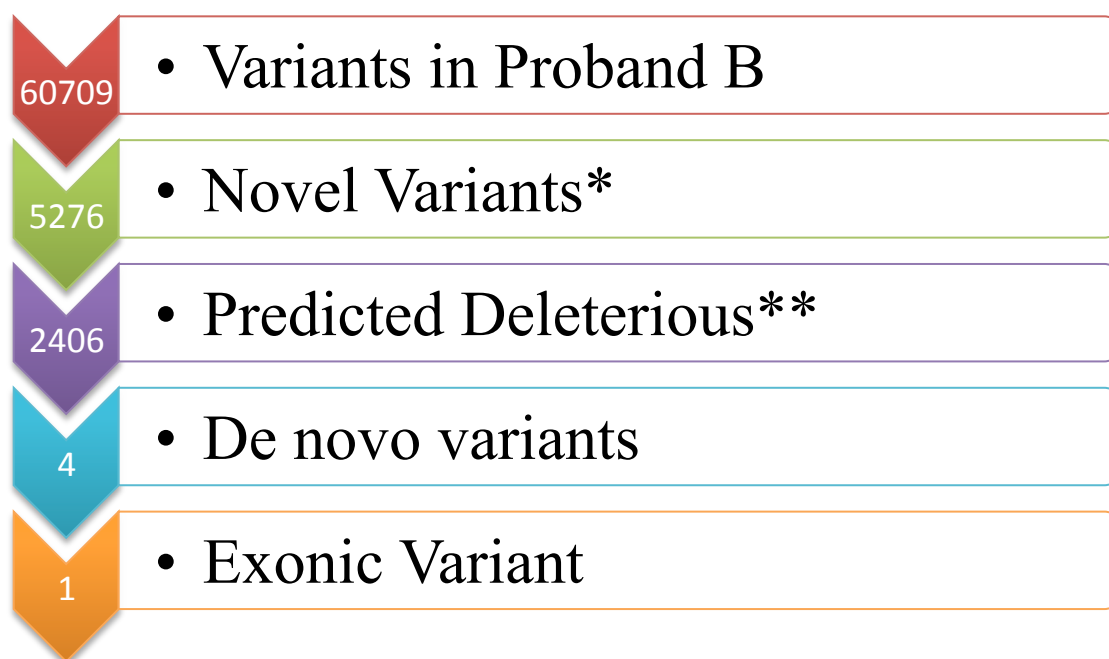 60709 • Variants in Proband B
5276 • Novel Variants*
2406 • Predicted Deleterious**
4 • De novo variants
1 • Exonic Variant